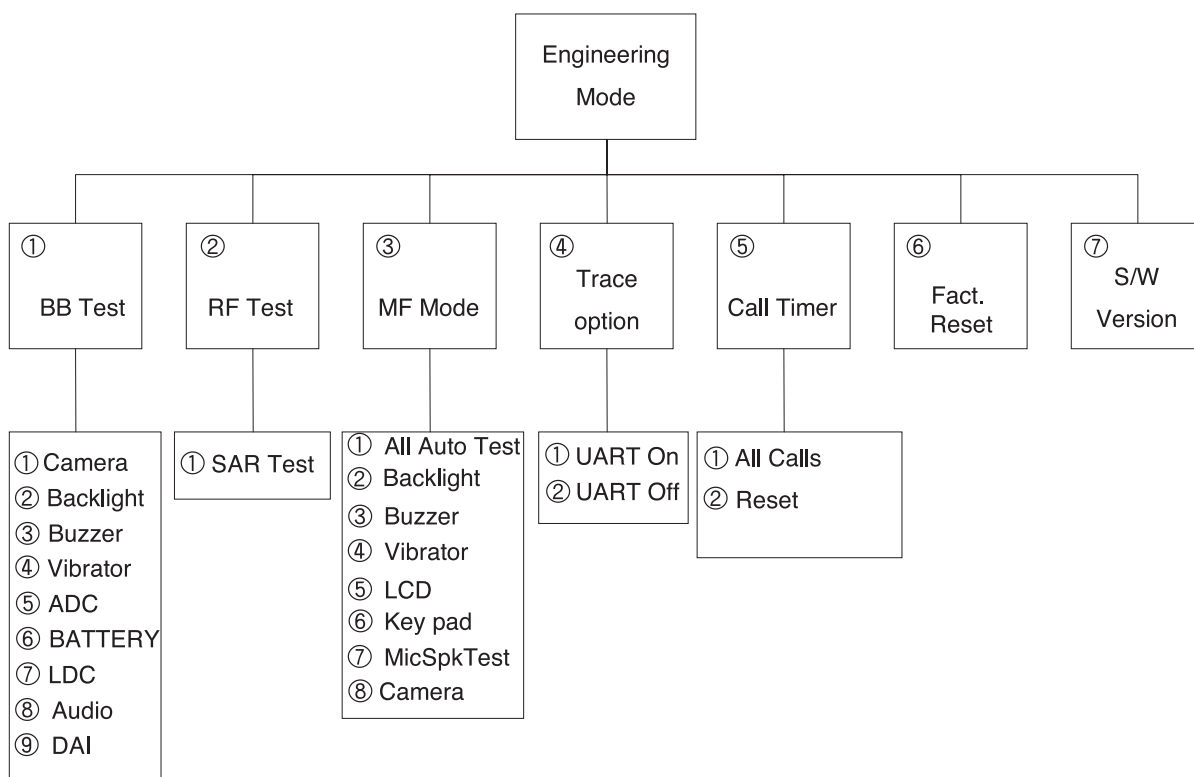 Engineering
Mode
①
BB Test
②
RF Test
③
MF Mode
④
Trace
option
⑤
Call Timer
⑥
Fact.
Reset
⑦
S/W
Version
① Camera
② Backlight
③ Buzzer
④ Vibrator
⑤ ADC
⑥ BATTERY
⑦ LDC
⑧ Audio
⑨ DAI
① SAR Test
① All Auto Test
② Backlight
③ Buzzer
④ Vibrator
⑤ LCD
⑥ Key pad
⑦ MicSpkTest
⑧ Camera
① UART On
② UART Off
① All Calls
② Reset